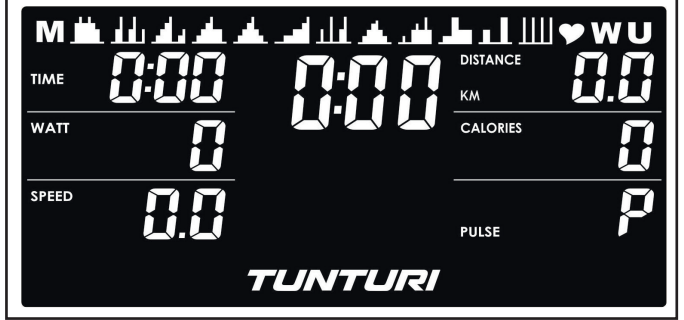 M ♥ W U
TIME 0:00
0:00
DISTANCE
KM 0.0
WATT 0
CALORIES 0
SPEED 0.0
PULSE P
TUNTURI